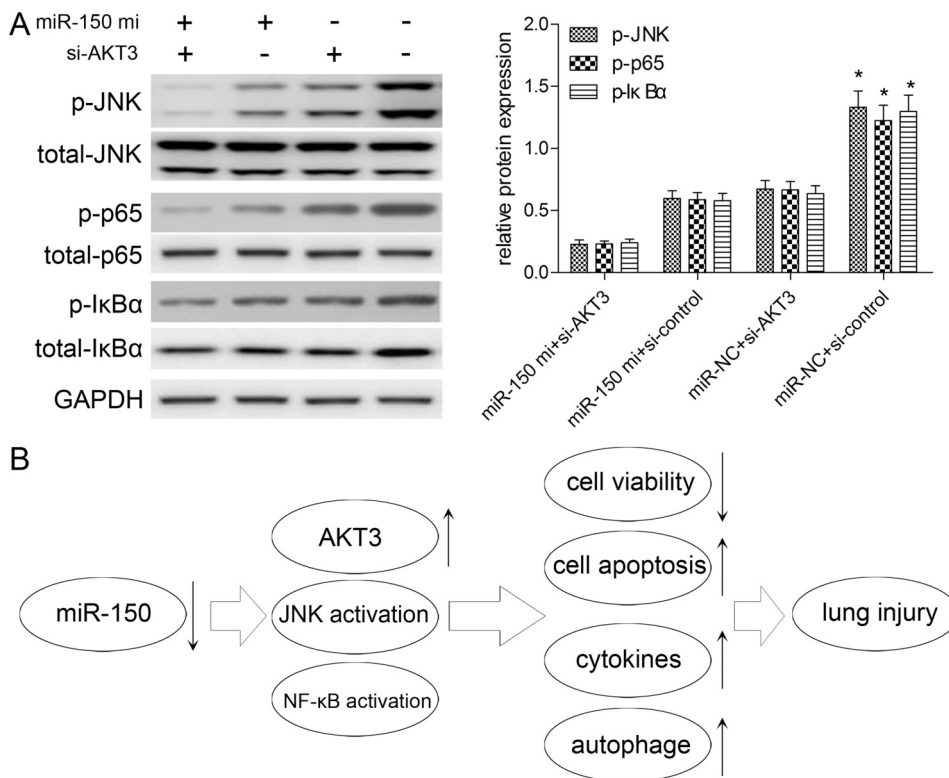 A
miR-150 mi + + - -
si-AKT3 + - + -
p-JNK
total-JNK
p-p65
total-p65
p-IκBα
total-IκBα
GAPDH
relative protein expression
2.0
1.5
1.0
0.5
0.0
p-JNK
p-p65
p-Iκ Bα
* * *
miR-150 mi+si-AKT3
miR-150 mi+si-control
miR-NC+si-AKT3
miR-NC+si-control
B
miR-150
AKT3
JNK activation
NF-κB activation
cell viability
cell apoptosis
cytokines
autophage
lung injury